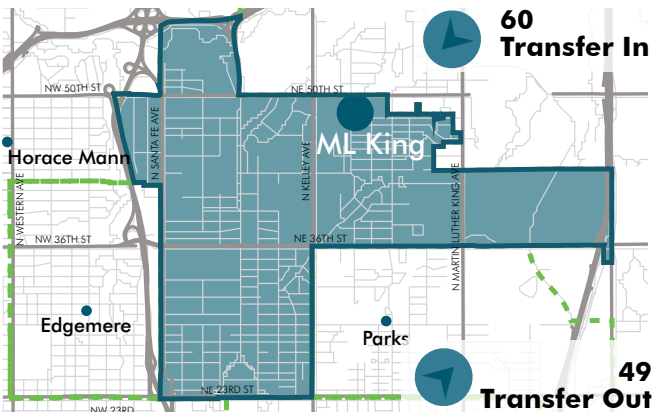 60
Transfer In
NW 50TH ST
NE 50TH ST
N SANTA FE AVE
ML King
Horace Mann
N KELLEY AVE
N WESTERN AVE
N MARTIN LUTHER KING AVE
NW 36TH ST
NE 36TH ST
Edgemere
Parks
49
Transfer Out
NE 23RD ST
NW 23RD